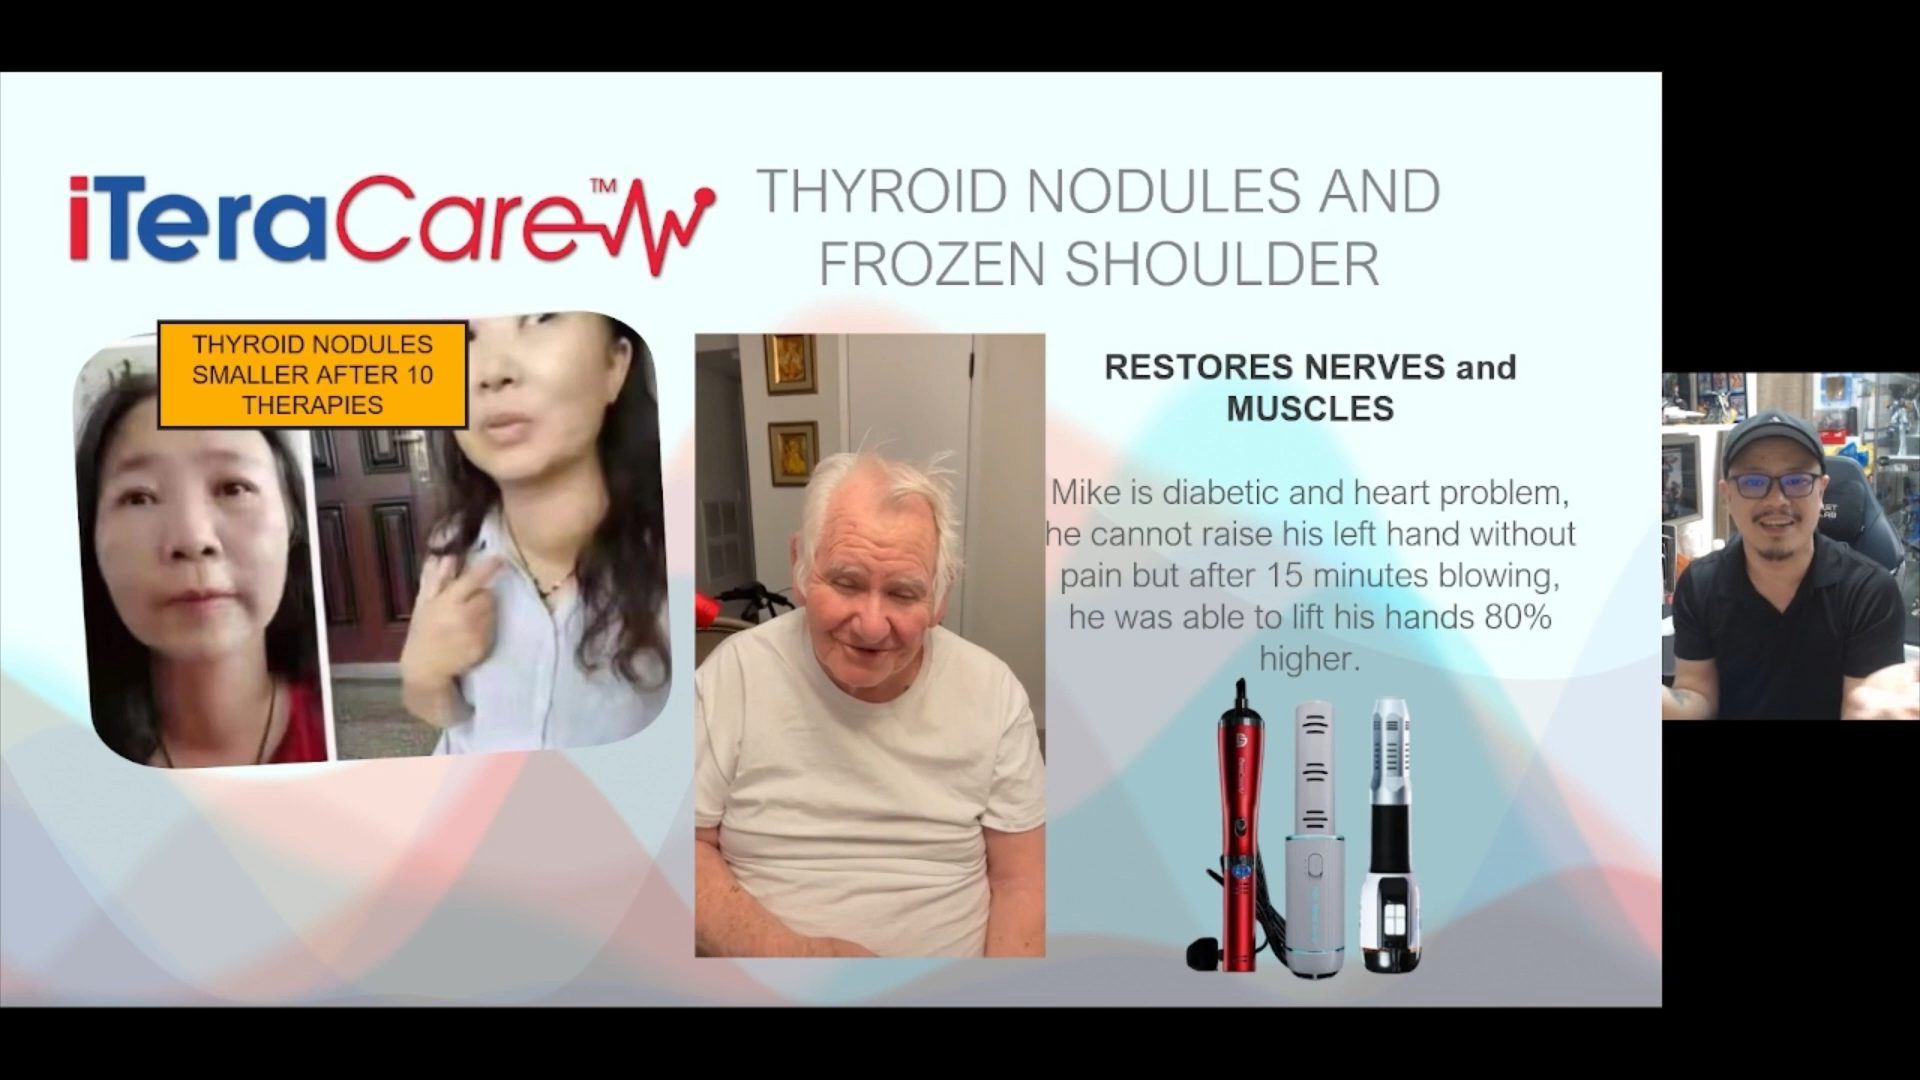 iTeraCare™
THYROID NODULES AND
FROZEN SHOULDER
THYROID NODULES
SMALLER AFTER 10
THERAPIES
RESTORES NERVES and
MUSCLES
Mike is diabetic and heart problem,
he cannot raise his left hand without
pain but after 15 minutes blowing,
he was able to lift his hands 80%
higher.